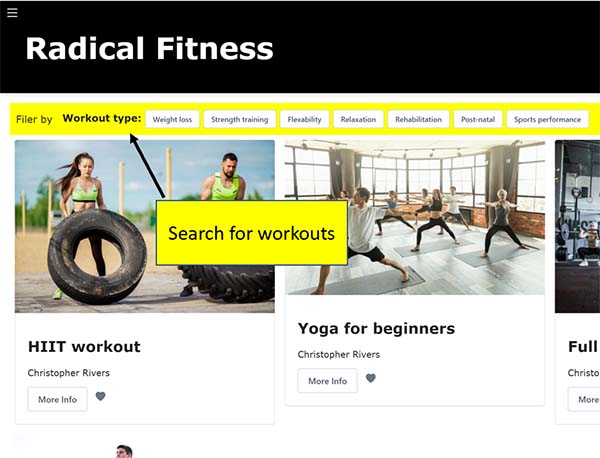 Radical Fitness
Filer by Workout type: Weight loss Strength training Flexability Relaxation Rehabilitation Post-natal Sports performance
Search for workouts
HIIT workout
Christopher Rivers
More Info
Yoga for beginners
Christopher Rivers
More Info
Full
Christo
More